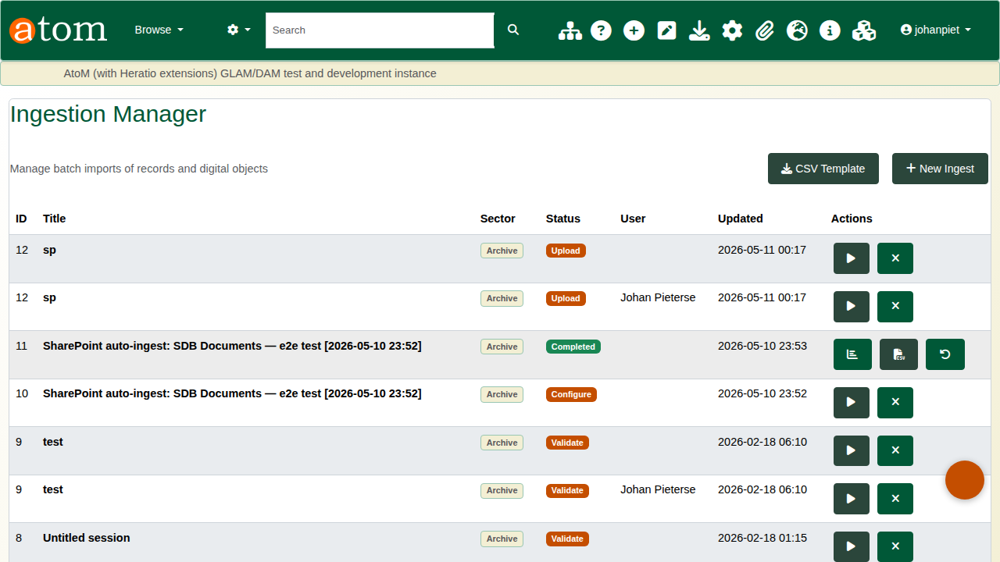 atom
Browse
Search
johanpiet
AtoM (with Heratio extensions) GLAM/DAM test and development instance
Ingestion Manager
Manage batch imports of records and digital objects
CSV Template
New Ingest
ID Title Sector Status User Updated Actions
12 sp Archive Upload 2026-05-11 00:17
12 sp Archive Upload Johan Pieterse 2026-05-11 00:17
11 SharePoint auto-ingest: SDB Documents — e2e test [2026-05-10 23:52] Archive Completed 2026-05-10 23:53
CSV
10 SharePoint auto-ingest: SDB Documents — e2e test [2026-05-10 23:52] Archive Configure 2026-05-10 23:52
9 test Archive Validate 2026-02-18 06:10
9 test Archive Validate Johan Pieterse 2026-02-18 06:10
8 Untitled session Archive Validate 2026-02-18 01:15